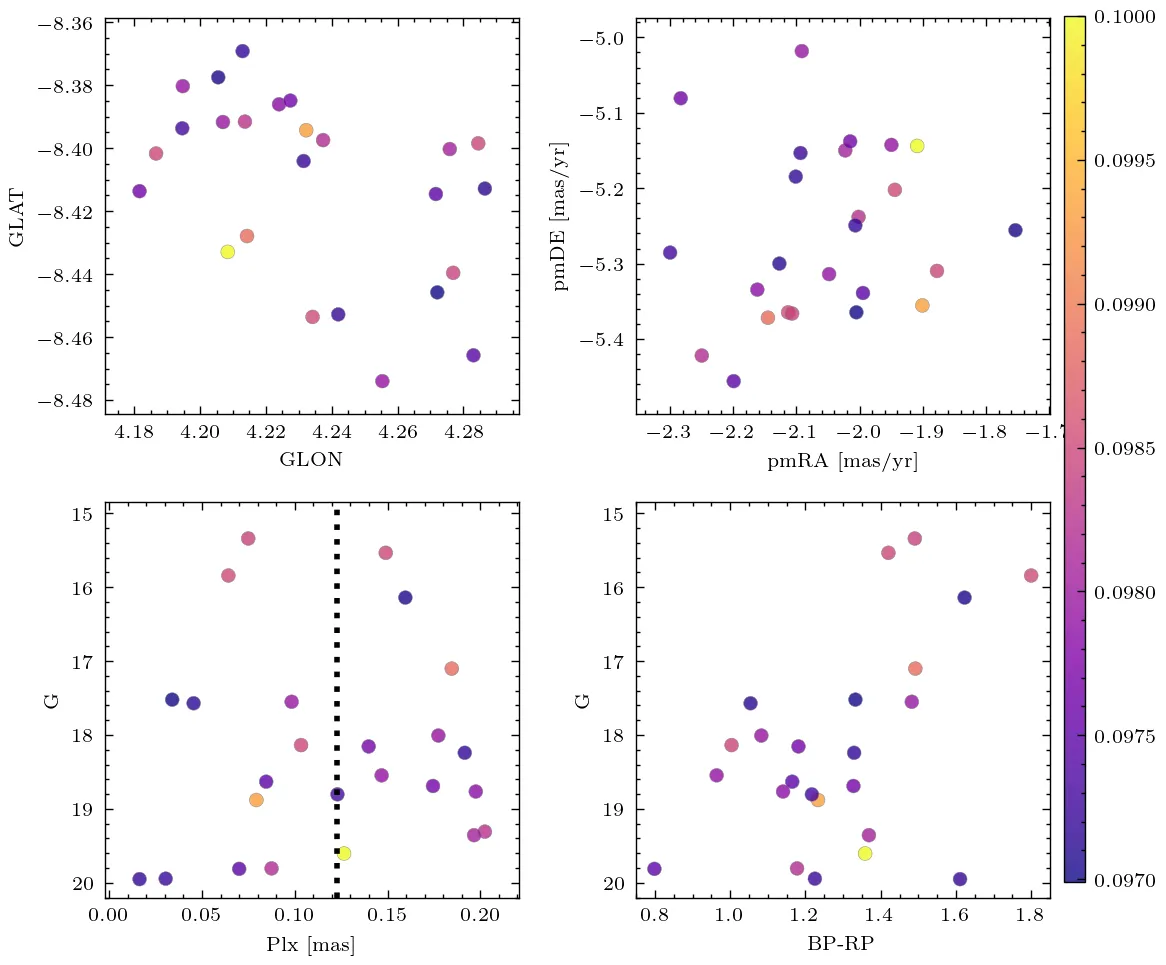 −8.36
−8.38
−8.40
−8.42
−8.44
−8.46
−8.48
GLAT
4.18 4.20 4.22 4.24 4.26 4.28
GLON
−5.0
−5.1
−5.2
−5.3
−5.4
pmDE [mas/yr]
−2.3 −2.2 −2.1 −2.0 −1.9 −1.8 −1.7
pmRA [mas/yr]
15
16
17
18
19
20
G
0.00 0.05 0.10 0.15 0.20
Plx [mas]
15
16
17
18
19
20
G
0.8 1.0 1.2 1.4 1.6 1.8
BP-RP
0.1000
0.0995
0.0990
0.0985
0.0980
0.0975
0.0970